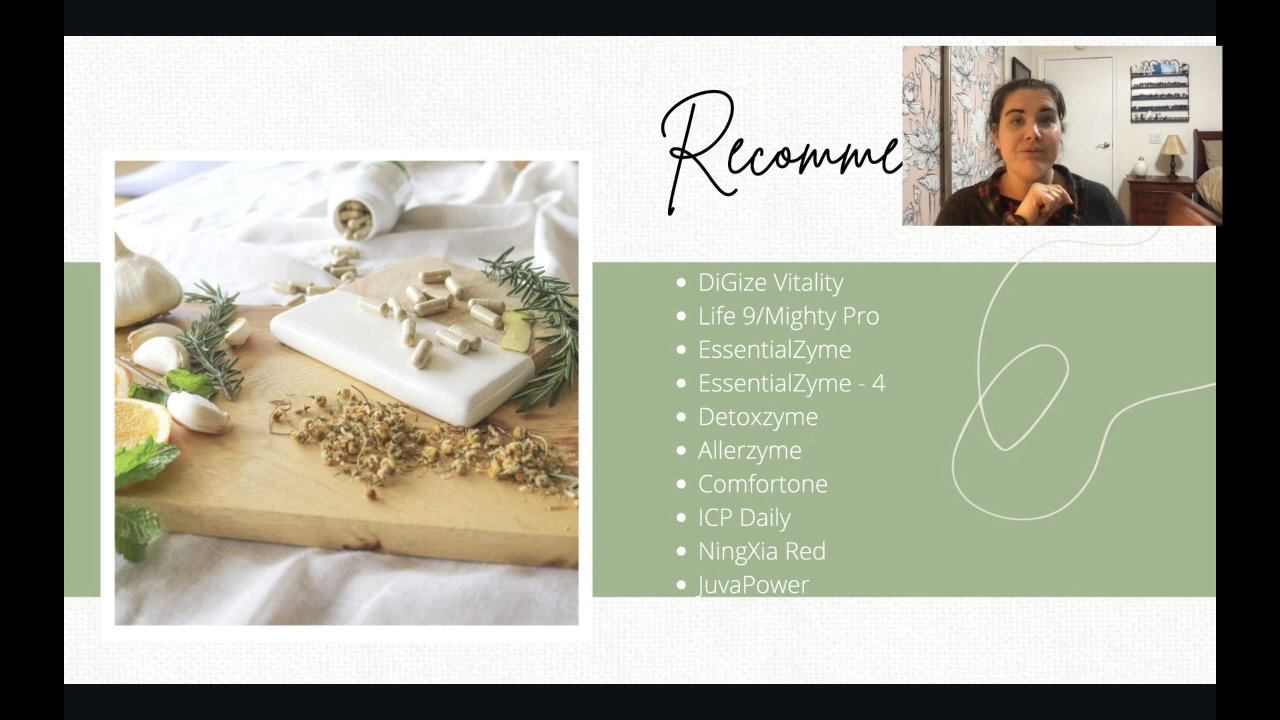 Recomme
DiGize Vitality
Life 9/Mighty Pro
EssentialZyme
EssentialZyme - 4
Detoxzyme
Allerzyme
Comfortone
ICP Daily
NingXia Red
JuvaPower